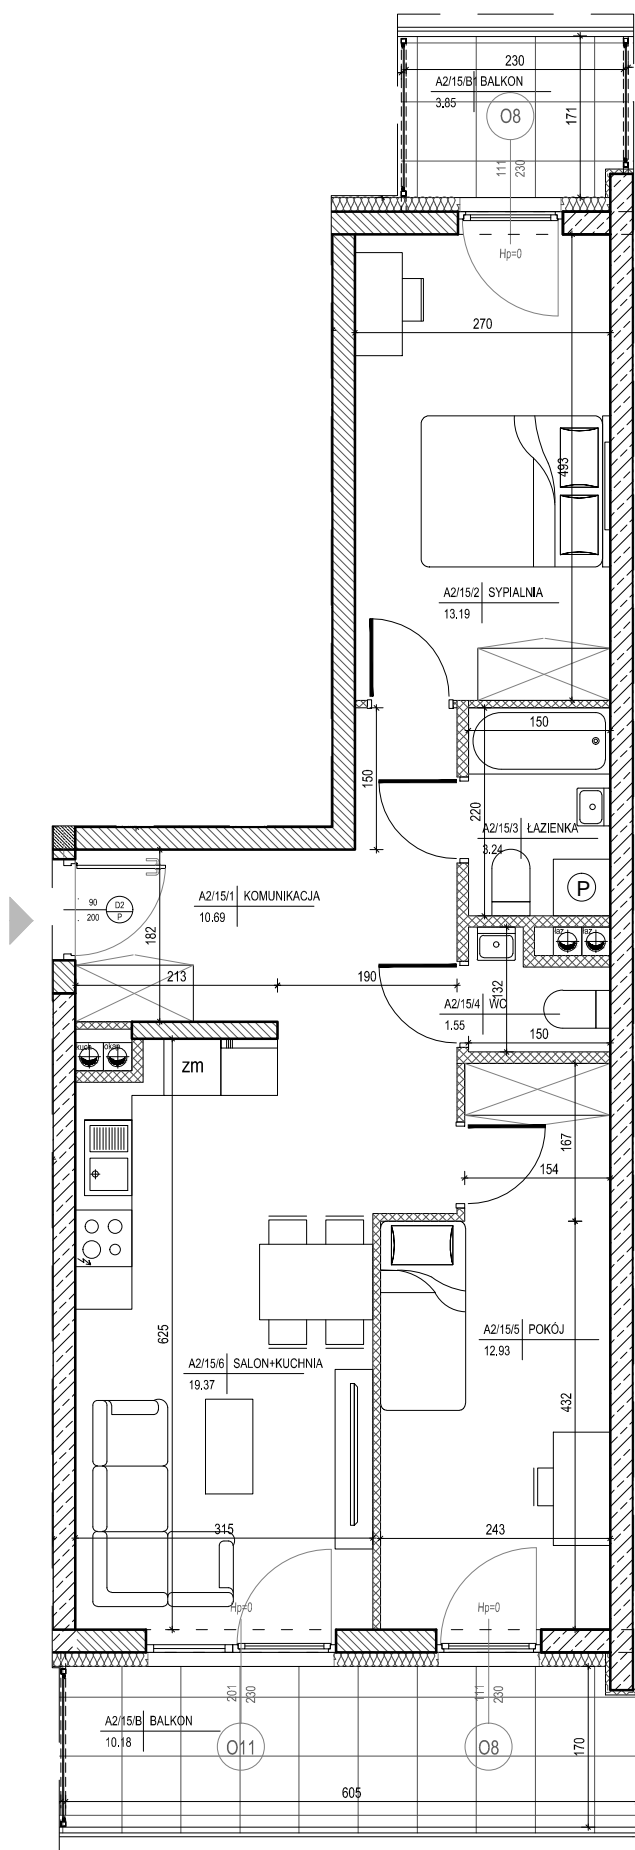 230
A2/15/B1 BALKON
3.85
O8
171
111
230
Hp=0
270
493
A2/15/2 SYPIALNIA
13.19
150
150
220
A2/15/3 ŁAZIENKA
3.24
P
A2/15/1 KOMUNIKACJA
10.69
90 D2
200 P
182
łaz łaz
213
190
132
A2/15/4 WC
1.55
150
kuch okap
zm
167
154
A2/15/5 POKÓJ
12.93
625
A2/15/6 SALON+KUCHNIA
19.37
432
315
243
Hp=0
Hp=0
201
230
111
230
A2/15/B BALKON
10.18
O11
O8
170
605